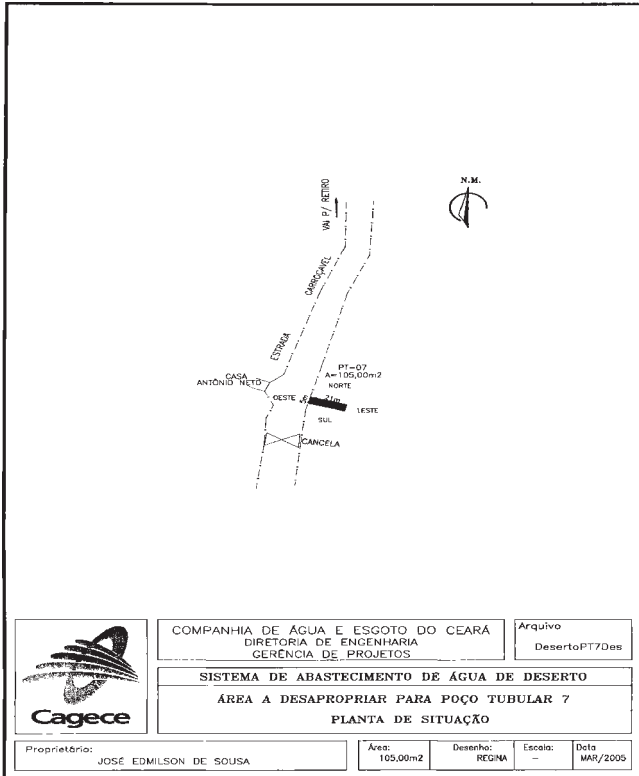 N.M.
VAI P/ RETIRO
CARROÇAVEL
ESTRADA
PT-07
A=105,00m2
NORTE
CASA
ANTÔNIO NETO
OESTE
21m
LESTE
SUL
CANCELA
Cagece
COMPANHIA DE ÁGUA E ESGOTO DO CEARÁ
DIRETORIA DE ENGENHARIA
GERÊNCIA DE PROJETOS
Arquivo
DesertoPT7Des
SISTEMA DE ABASTECIMENTO DE ÁGUA DE DESERTO
ÁREA A DESAPROPRIAR PARA POÇO TUBULAR 7
PLANTA DE SITUAÇÃO
Proprietário:
JOSÉ EDMILSON DE SOUSA
Área:
105,00m2
Desenho:
REGINA
Escala:
–
Data
MAR/2005